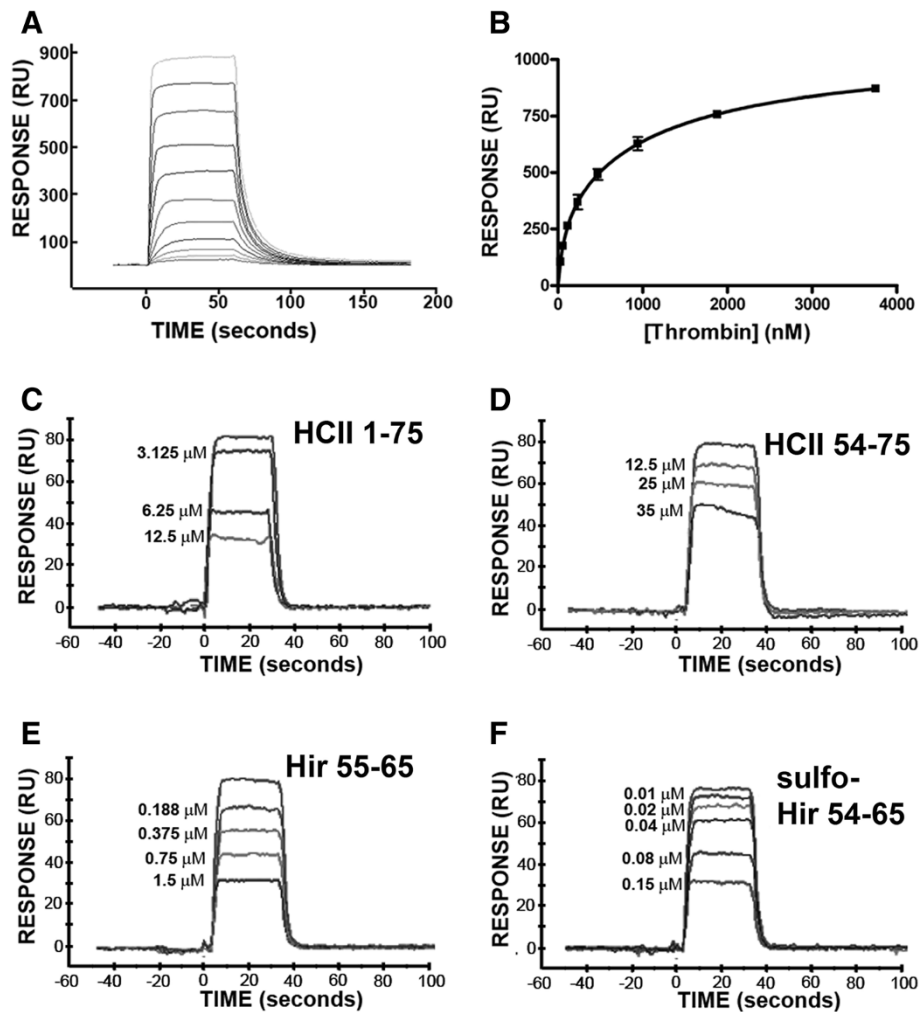 A
RESPONSE (RU)
900
700
500
300
100
0 50 100 150 200
TIME (seconds)
B
RESPONSE (RU)
1000
750
500
250
0
0 1000 2000 3000 4000
[Thrombin] (nM)
C
HCII 1-75
RESPONSE (RU)
80
60
40
20
0
3.125 µM
6.25 µM
12.5 µM
-60 -40 -20 0 20 40 60 80 100
TIME (seconds)
D
HCII 54-75
RESPONSE (RU)
80
60
40
20
0
12.5 µM
25 µM
35 µM
-60 -40 -20 0 20 40 60 80 100
TIME (seconds)
E
Hir 55-65
RESPONSE (RU)
80
60
40
20
0
0.188 µM
0.375 µM
0.75 µM
1.5 µM
-60 -40 -20 0 20 40 60 80 100
TIME (seconds)
F
sulfo-
Hir 54-65
RESPONSE (RU)
80
60
40
20
0
0.01 µM
0.02 µM
0.04 µM
0.08 µM
0.15 µM
-60 -40 -20 0 20 40 60 80 100
TIME (seconds)